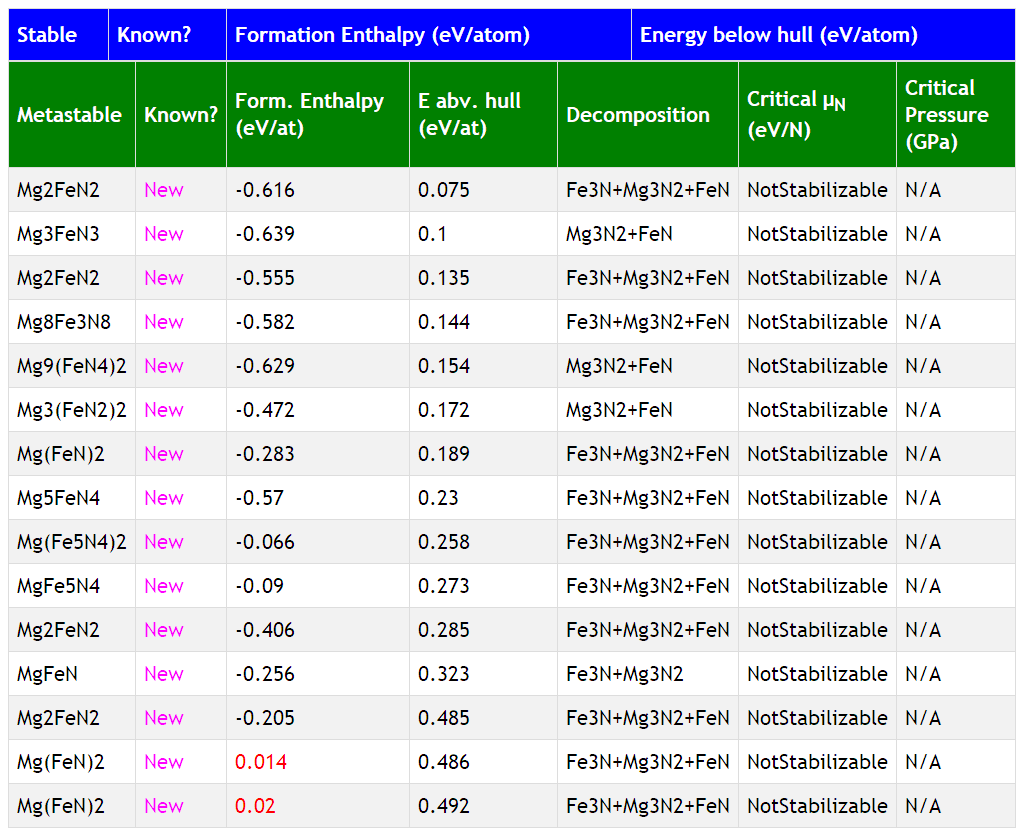 Stable Known? Formation Enthalpy (eV/atom) Energy below hull (eV/atom)
Metastable Known? Form. Enthalpy (eV/at) E abv. hull (eV/at) Decomposition Critical μN (eV/N) Critical Pressure (GPa)
Mg2FeN2 New -0.616 0.075 Fe3N+Mg3N2+FeN NotStabilizable N/A
Mg3FeN3 New -0.639 0.1 Mg3N2+FeN NotStabilizable N/A
Mg2FeN2 New -0.555 0.135 Fe3N+Mg3N2+FeN NotStabilizable N/A
Mg8Fe3N8 New -0.582 0.144 Fe3N+Mg3N2+FeN NotStabilizable N/A
Mg9(FeN4)2 New -0.629 0.154 Mg3N2+FeN NotStabilizable N/A
Mg3(FeN2)2 New -0.472 0.172 Mg3N2+FeN NotStabilizable N/A
Mg(FeN)2 New -0.283 0.189 Fe3N+Mg3N2+FeN NotStabilizable N/A
Mg5FeN4 New -0.57 0.23 Fe3N+Mg3N2+FeN NotStabilizable N/A
Mg(Fe5N4)2 New -0.066 0.258 Fe3N+Mg3N2+FeN NotStabilizable N/A
MgFe5N4 New -0.09 0.273 Fe3N+Mg3N2+FeN NotStabilizable N/A
Mg2FeN2 New -0.406 0.285 Fe3N+Mg3N2+FeN NotStabilizable N/A
MgFeN New -0.256 0.323 Fe3N+Mg3N2 NotStabilizable N/A
Mg2FeN2 New -0.205 0.485 Fe3N+Mg3N2+FeN NotStabilizable N/A
Mg(FeN)2 New 0.014 0.486 Fe3N+Mg3N2+FeN NotStabilizable N/A
Mg(FeN)2 New 0.02 0.492 Fe3N+Mg3N2+FeN NotStabilizable N/A